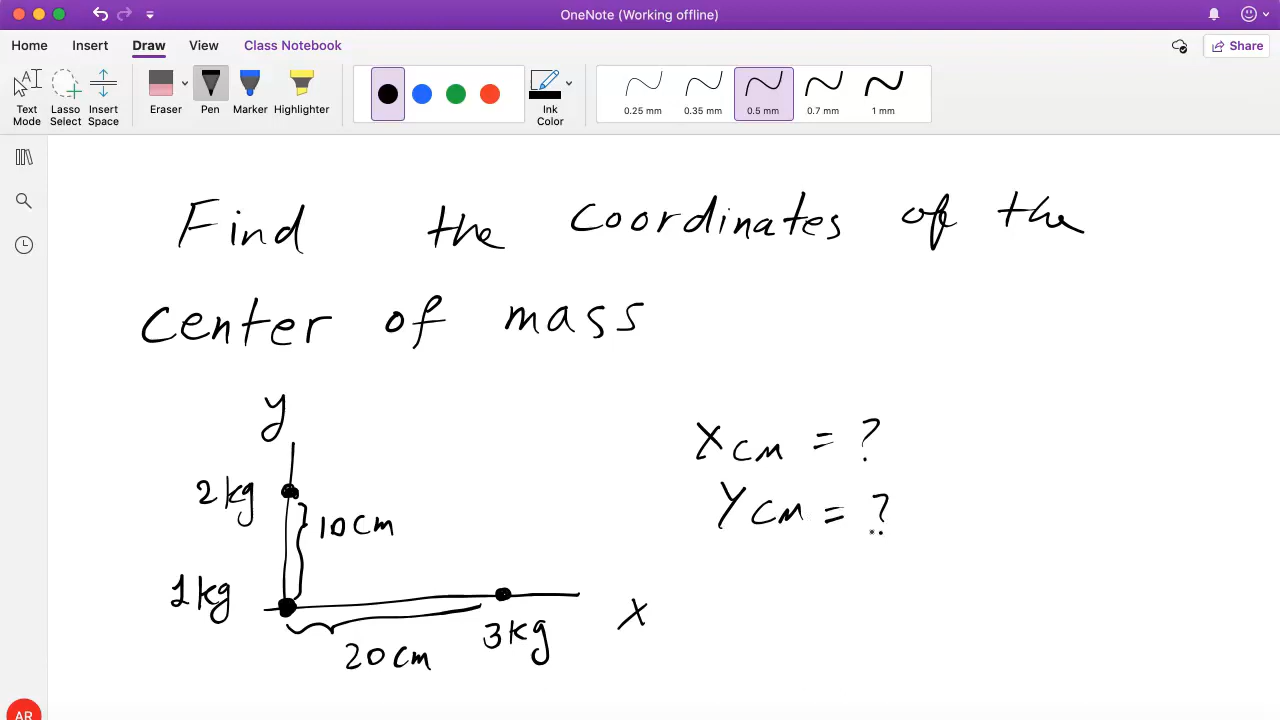 OneNote (Working offline)
Home Insert Draw View Class Notebook Share
Text Mode Lasso Select Insert Space Eraser Pen Marker Highlighter Ink Color 0.25 mm 0.35 mm 0.5 mm 0.7 mm 1 mm
Find the coordinates of the
center of mass
y
2kg
10cm
1kg
3kg
20cm
x
XCM = ?
YCM = ?
AR